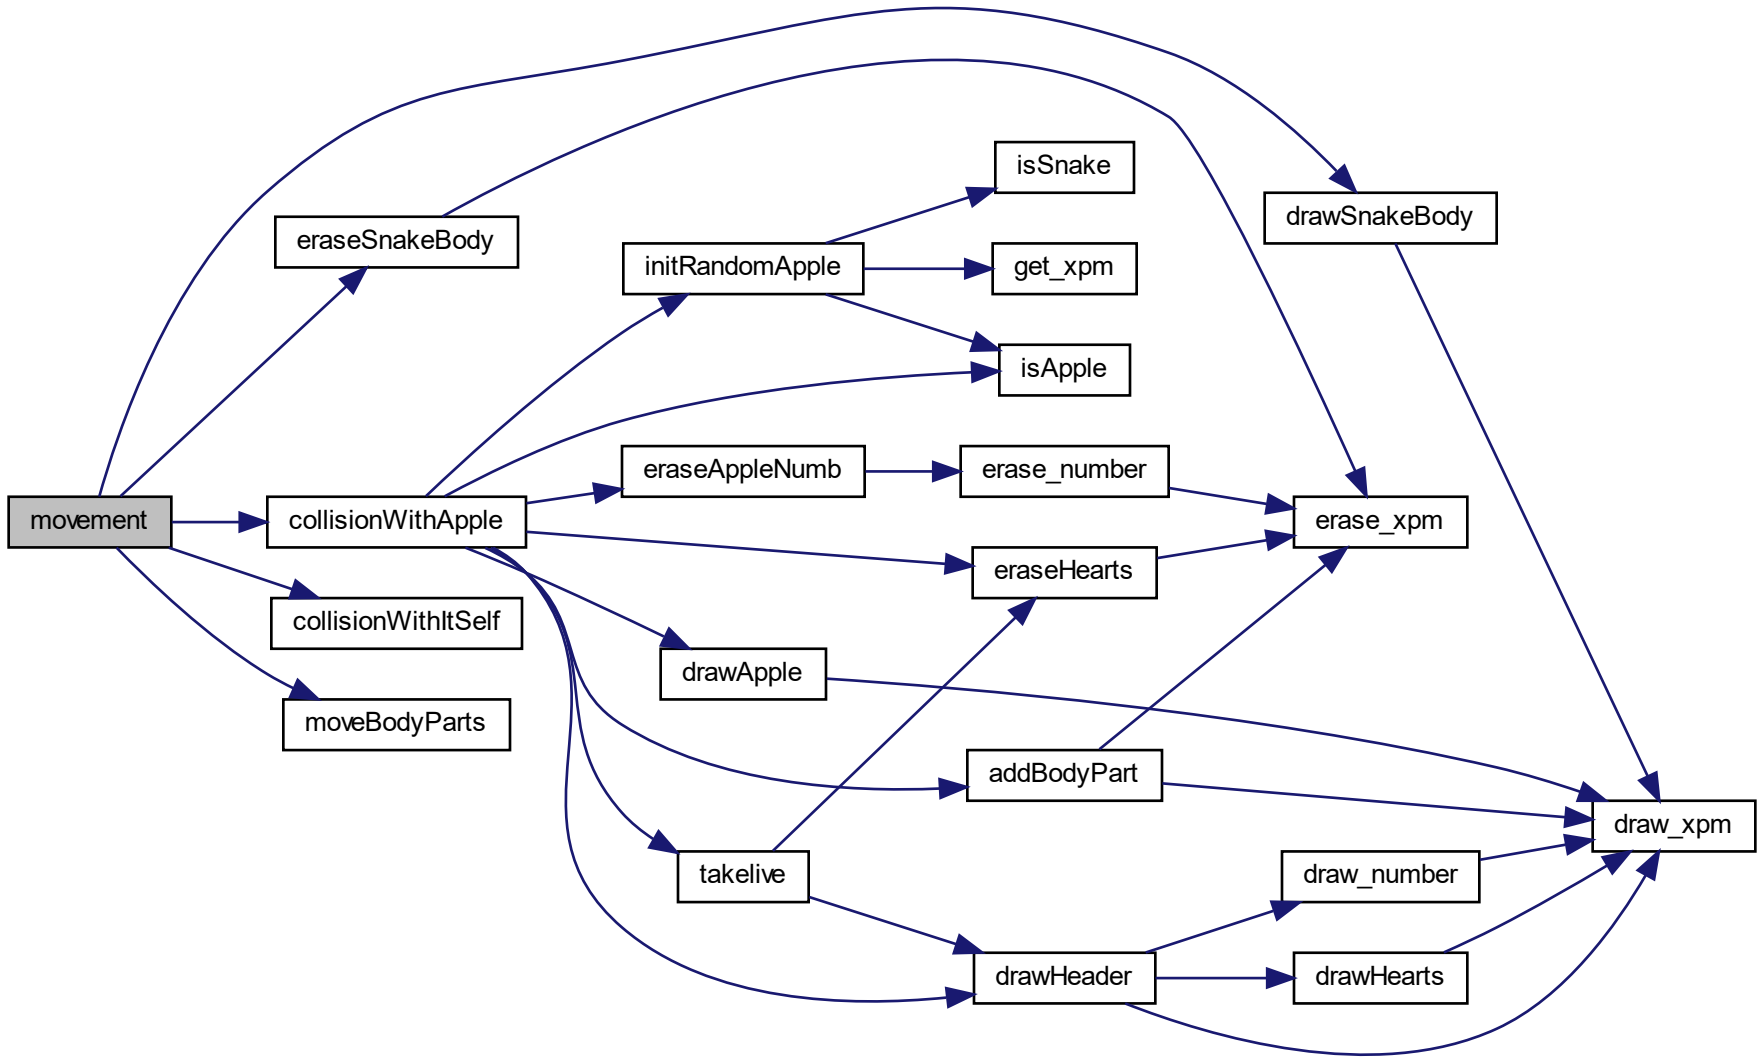 movement
eraseSnakeBody
collisionWithApple
collisionWithItSelf
moveBodyParts
initRandomApple
eraseAppleNumb
drawApple
takelive
isSnake
get_xpm
isApple
erase_number
eraseHearts
addBodyPart
drawHeader
drawSnakeBody
erase_xpm
draw_number
drawHearts
draw_xpm